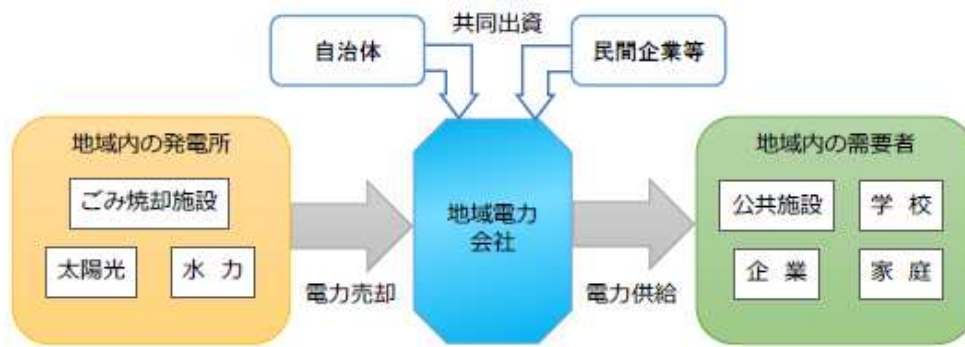 共同出資
自治体
民間企業等
地域内の発電所
ごみ焼却施設
太陽光
水 力
電力売却
地域電力
会社
電力供給
地域内の需要者
公共施設
学 校
企 業
家 庭